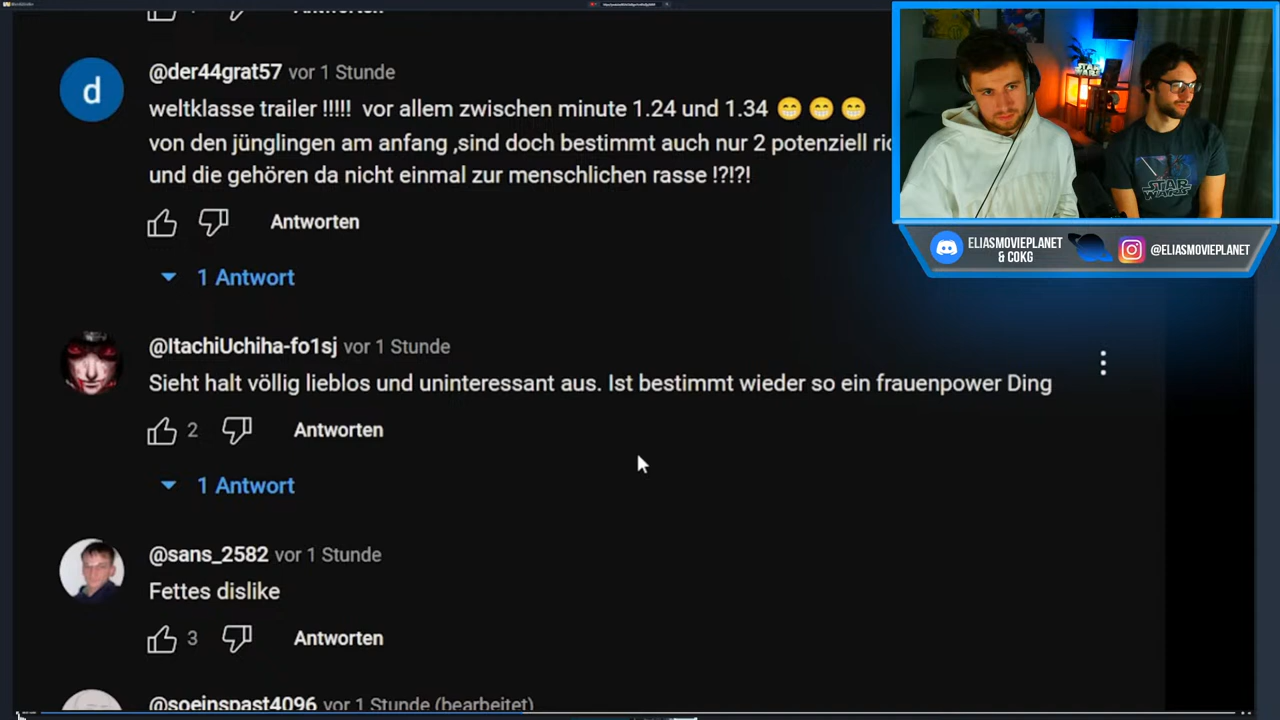 @der44grat57 vor 1 Stunde
weltklasse trailer !!!!! vor allem zwischen minute 1.24 und 1.34 😁 😁 😁
von den jünglingen am anfang ,sind doch bestimmt auch nur 2 potenziell
und die gehören da nicht einmal zur menschlichen rasse !?!?!
Antworten
1 Antwort
@ItachiUchiha-fo1sj vor 1 Stunde
Sieht halt völlig lieblos und uninteressant aus. Ist bestimmt wieder so ein frauenpower Ding
2 Antworten
1 Antwort
@sans_2582 vor 1 Stunde
Fettes dislike
3 Antworten
@soeinspast4096 vor 1 Stunde (bearbeitet)
STAR WARS
STAR WARS
ELIASMOVIEPLANET
& COKG
@ELIASMOVIEPLANET
d